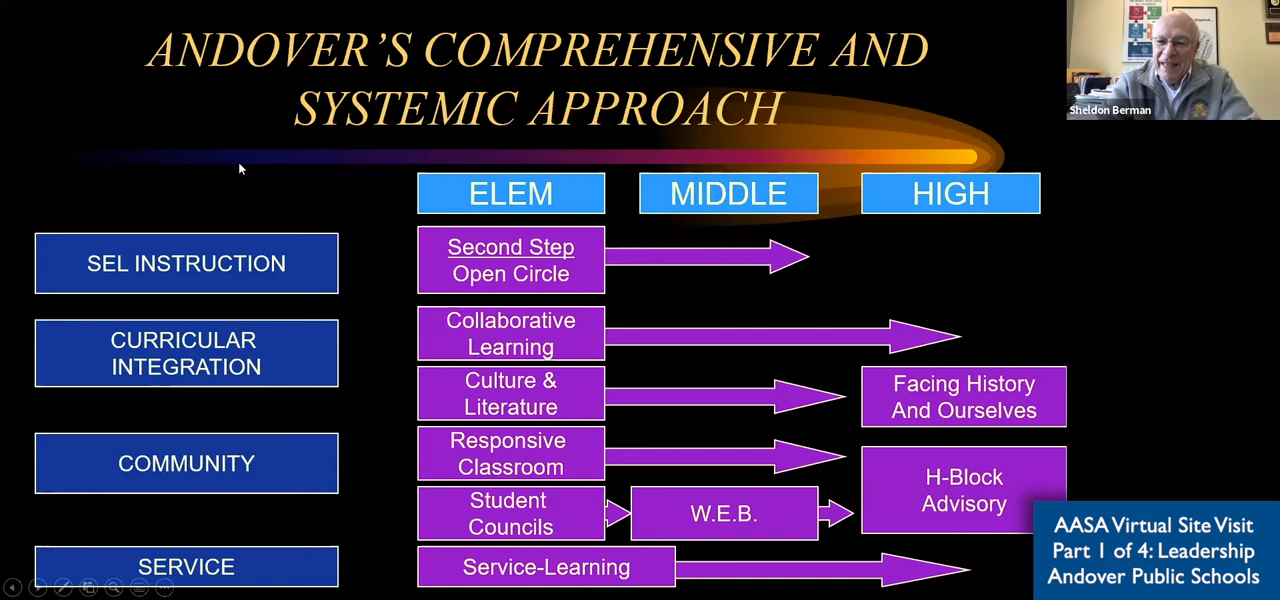 ANDOVER'S COMPREHENSIVE AND
SYSTEMIC APPROACH
Sheldon Berman
ELEM
MIDDLE
HIGH
SEL INSTRUCTION
Second Step
Open Circle
CURRICULAR
INTEGRATION
Collaborative
Learning
Culture &
Literature
Facing History
And Ourselves
COMMUNITY
Responsive
Classroom
Student
Councils
W.E.B.
H-Block
Advisory
SERVICE
Service-Learning
AASA Virtual Site Visit
Part 1 of 4: Leadership
Andover Public Schools